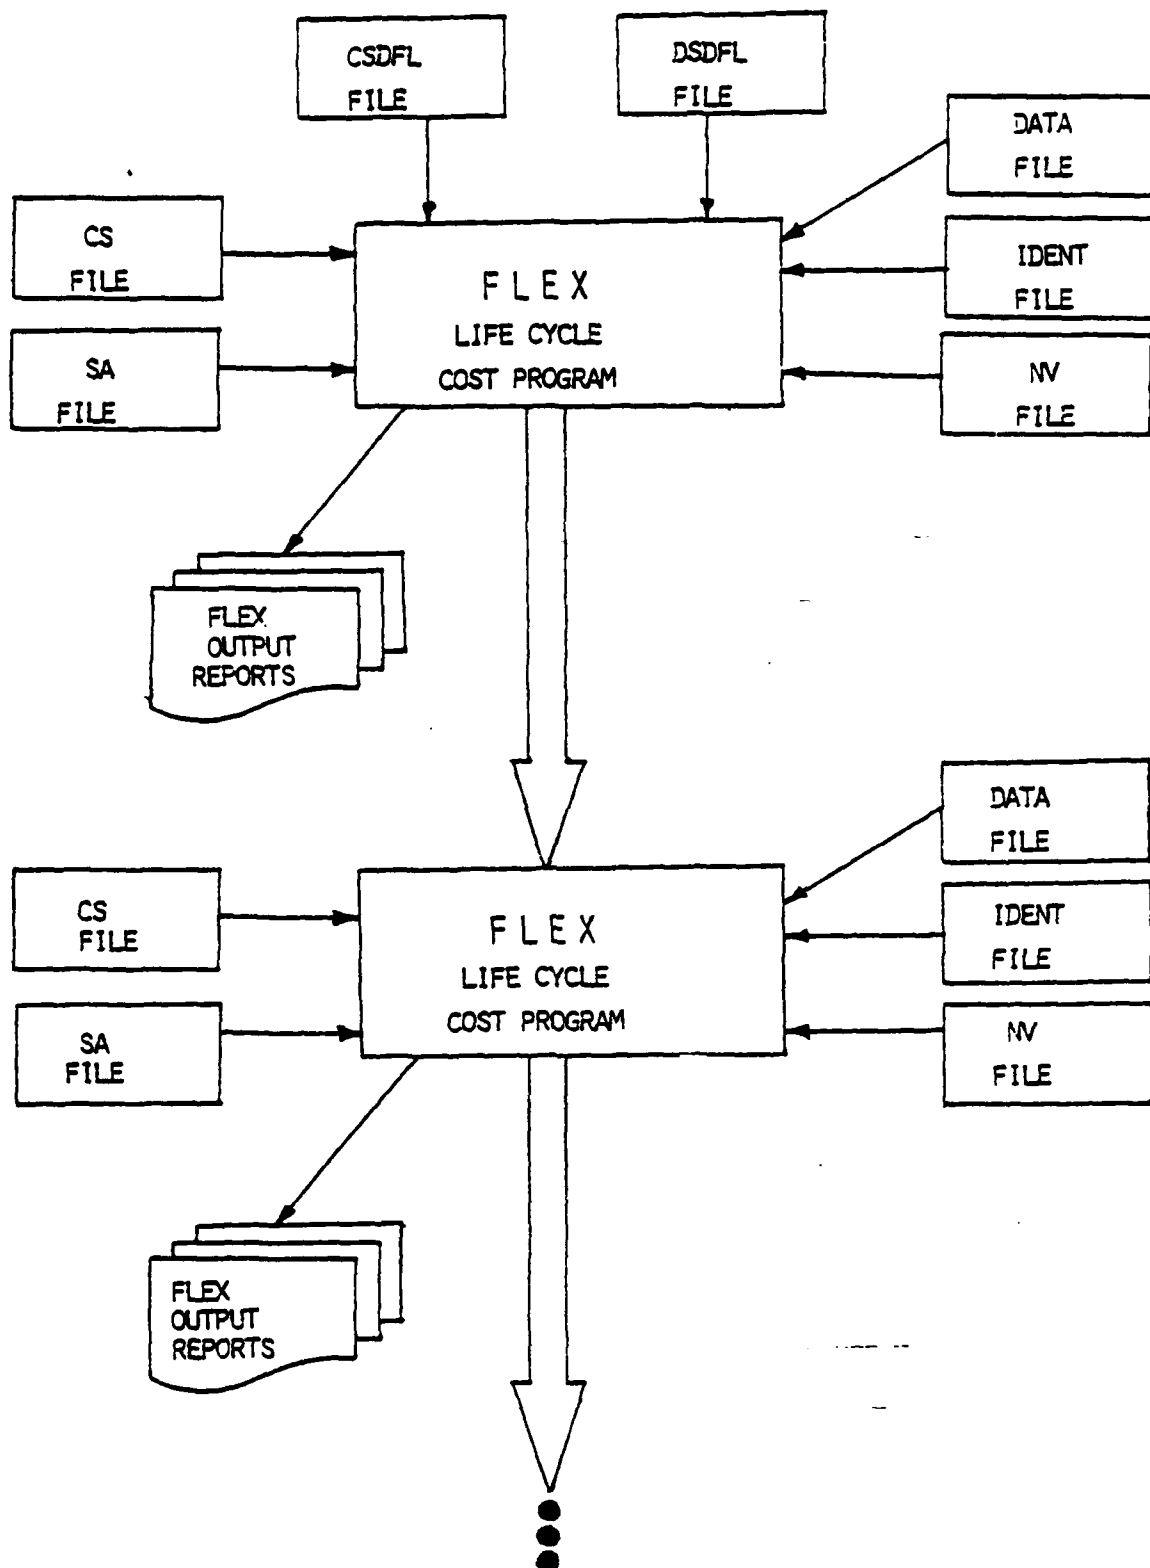 CSDFL
FILE
DSDFL
FILE
DATA
FILE
CS
FILE
IDENT
FILE
FLEX
LIFE CYCLE
COST PROGRAM
SA
FILE
NV
FILE
FLEX
OUTPUT
REPORTS
DATA
FILE
CS
FILE
IDENT
FILE
FLEX
LIFE CYCLE
COST PROGRAM
SA
FILE
NV
FILE
FLEX
OUTPUT
REPORTS